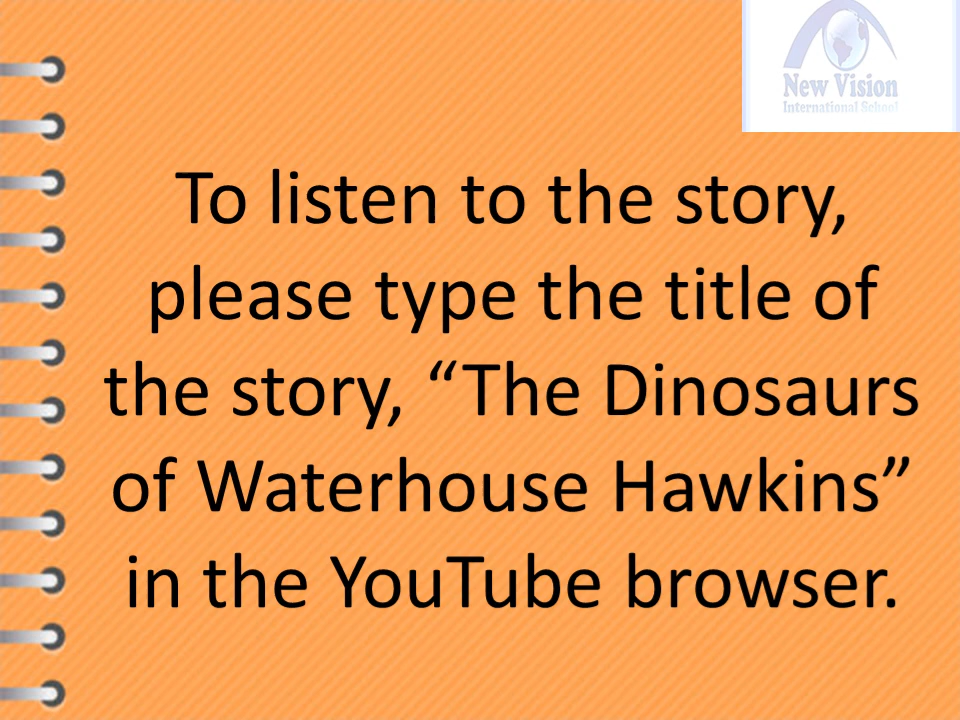 New Vision
International School
To listen to the story,
please type the title of
the story, “The Dinosaurs
of Waterhouse Hawkins”
in the YouTube browser.